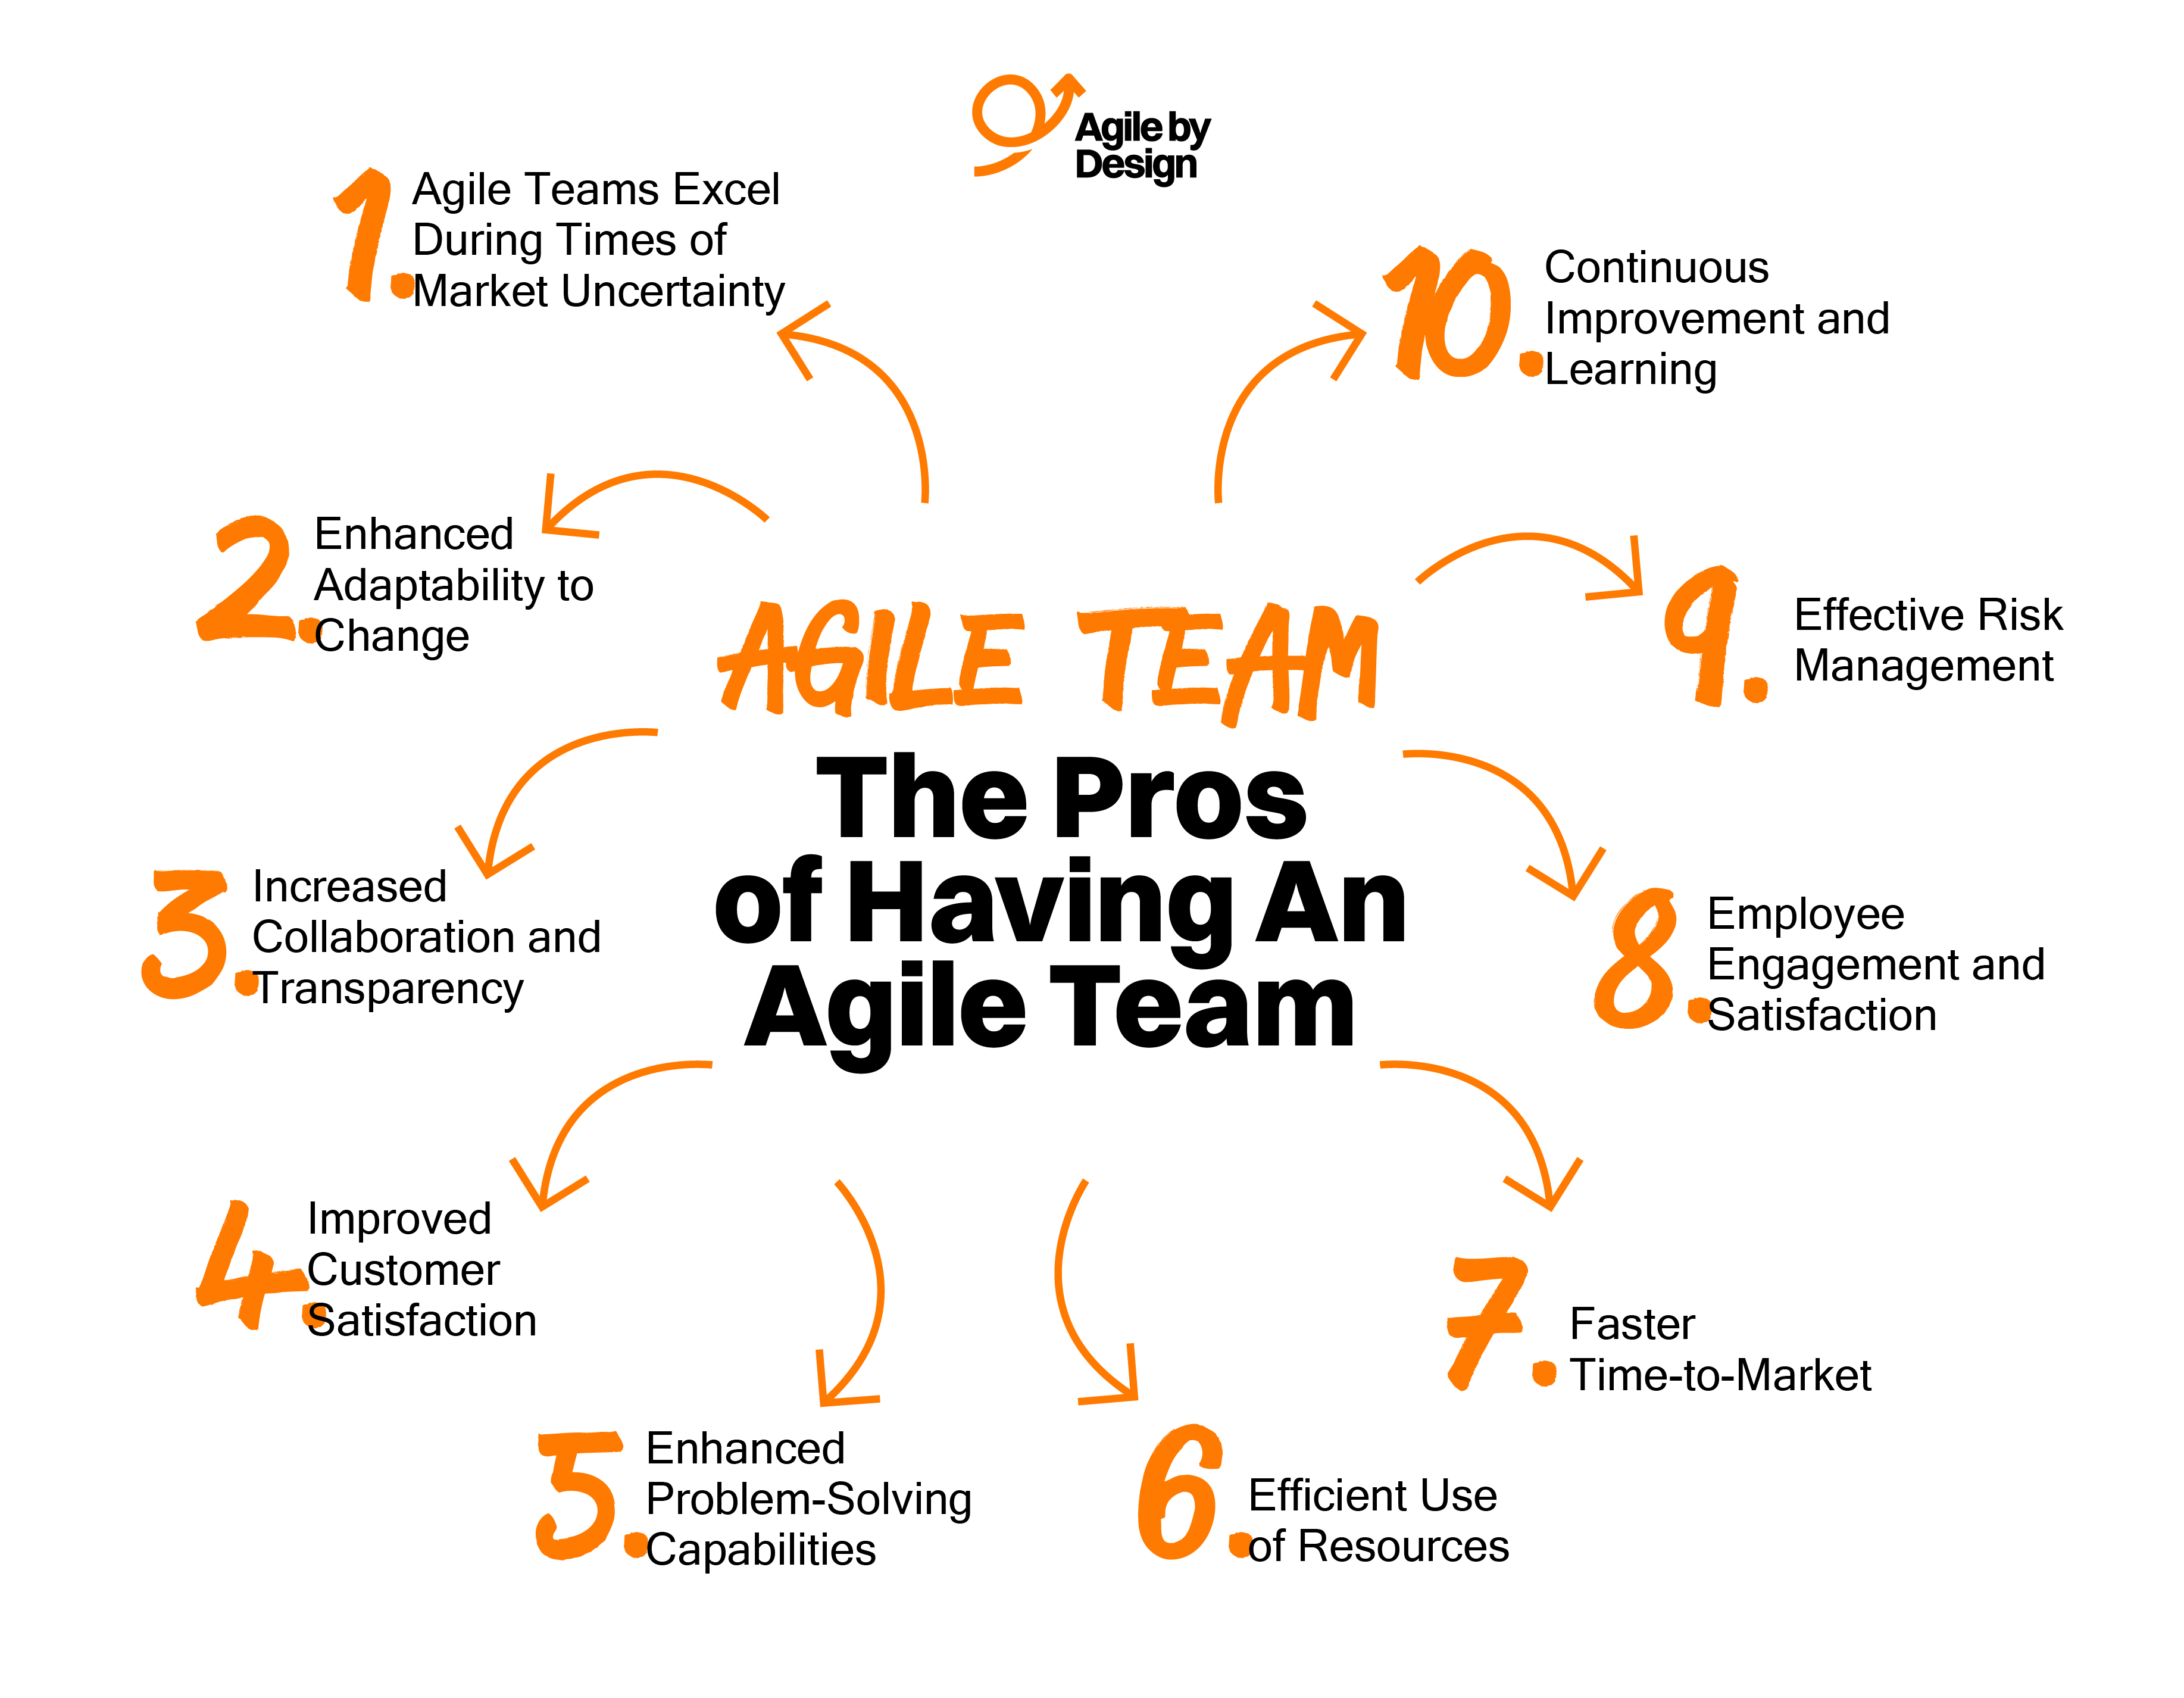 Agile by
Design
AGILE TEAM
The Pros
of Having An
Agile Team
1.
Agile Teams Excel
During Times of
Market Uncertainty
2.
Enhanced
Adaptability to
Change
3.
Increased
Collaboration and
Transparency
4.
Improved
Customer
Satisfaction
5.
Enhanced
Problem-Solving
Capabilities
6.
Efficient Use
of Resources
7.
Faster
Time-to-Market
8.
Employee
Engagement and
Satisfaction
9.
Effective Risk
Management
10.
Continuous
Improvement and
Learning